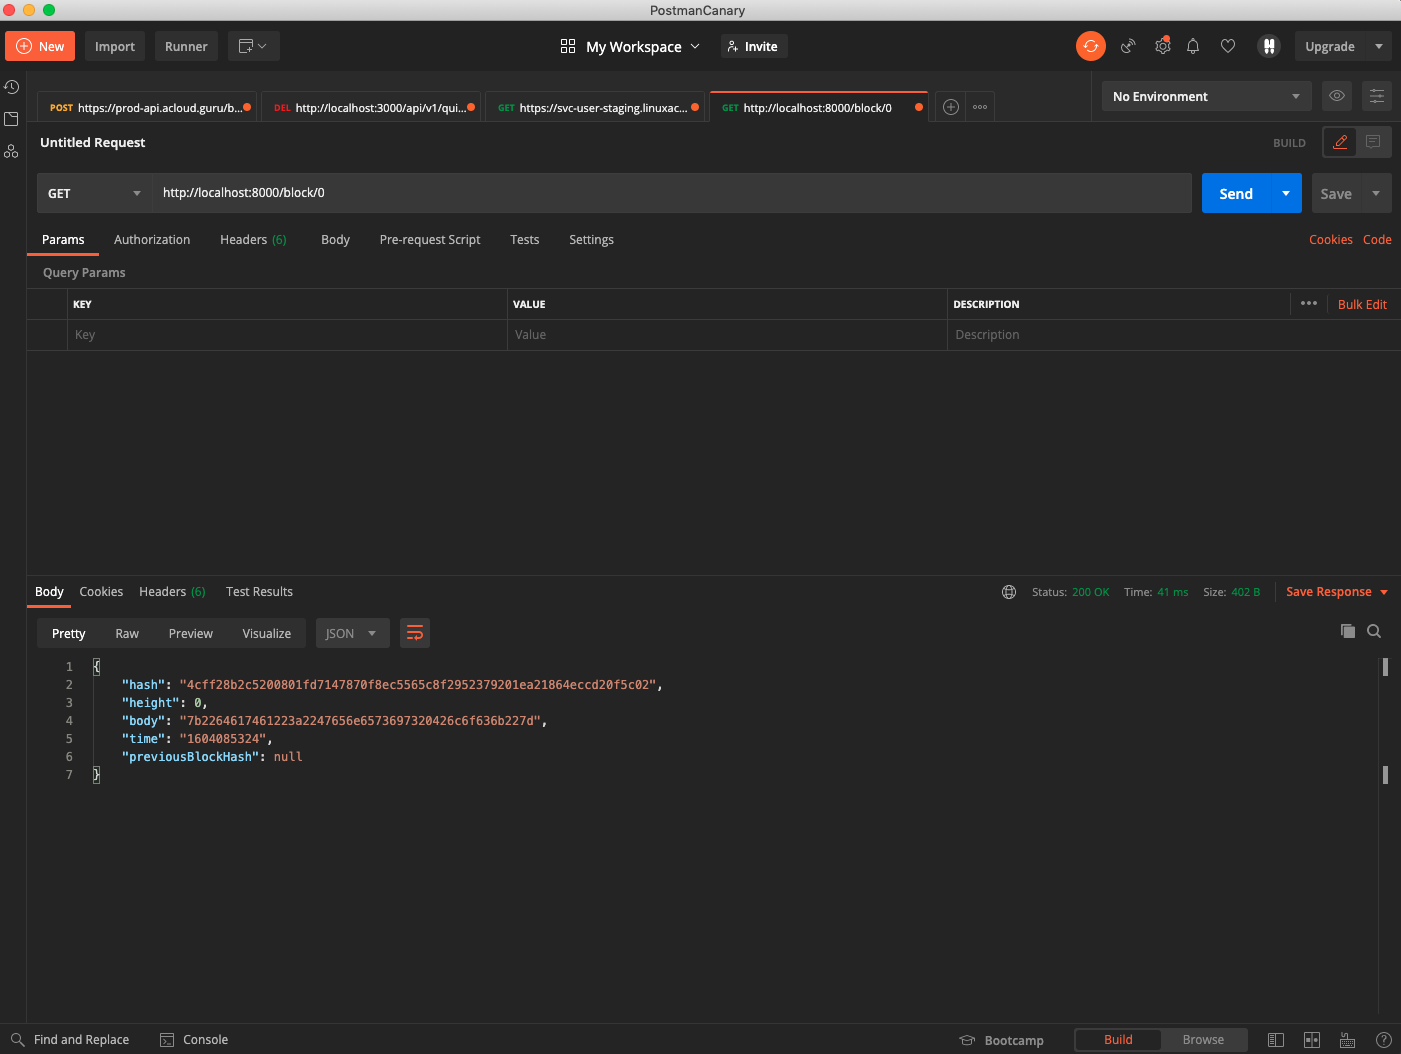 PostmanCanary
New
Import
Runner
My Workspace
Invite
Upgrade
POST https://prod-api.acloud.guru/b...
DEL http://localhost:3000/api/v1/qui...
GET https://svc-user-staging.linuxac...
GET http://localhost:8000/block/0
No Environment
Untitled Request
BUILD
GET
http://localhost:8000/block/0
Send
Save
Params Authorization Headers (6) Body Pre-request Script Tests Settings
Cookies Code
Query Params
KEY VALUE DESCRIPTION
Bulk Edit
Key Value Description
Body Cookies Headers (6) Test Results
Status: 200 OK Time: 41 ms Size: 402 B
Save Response
Pretty Raw Preview Visualize JSON
1 {
2 "hash": "4cff28b2c5200801fd7147870f8ec5565c8f2952379201ea21864eccd20f5c02",
3 "height": 0,
4 "body": "7b2264617461223a2247656e6573697320426c6f636b227d",
5 "time": "1604085324",
6 "previousBlockHash": null
7 }
Find and Replace
Console
Bootcamp
Build
Browse